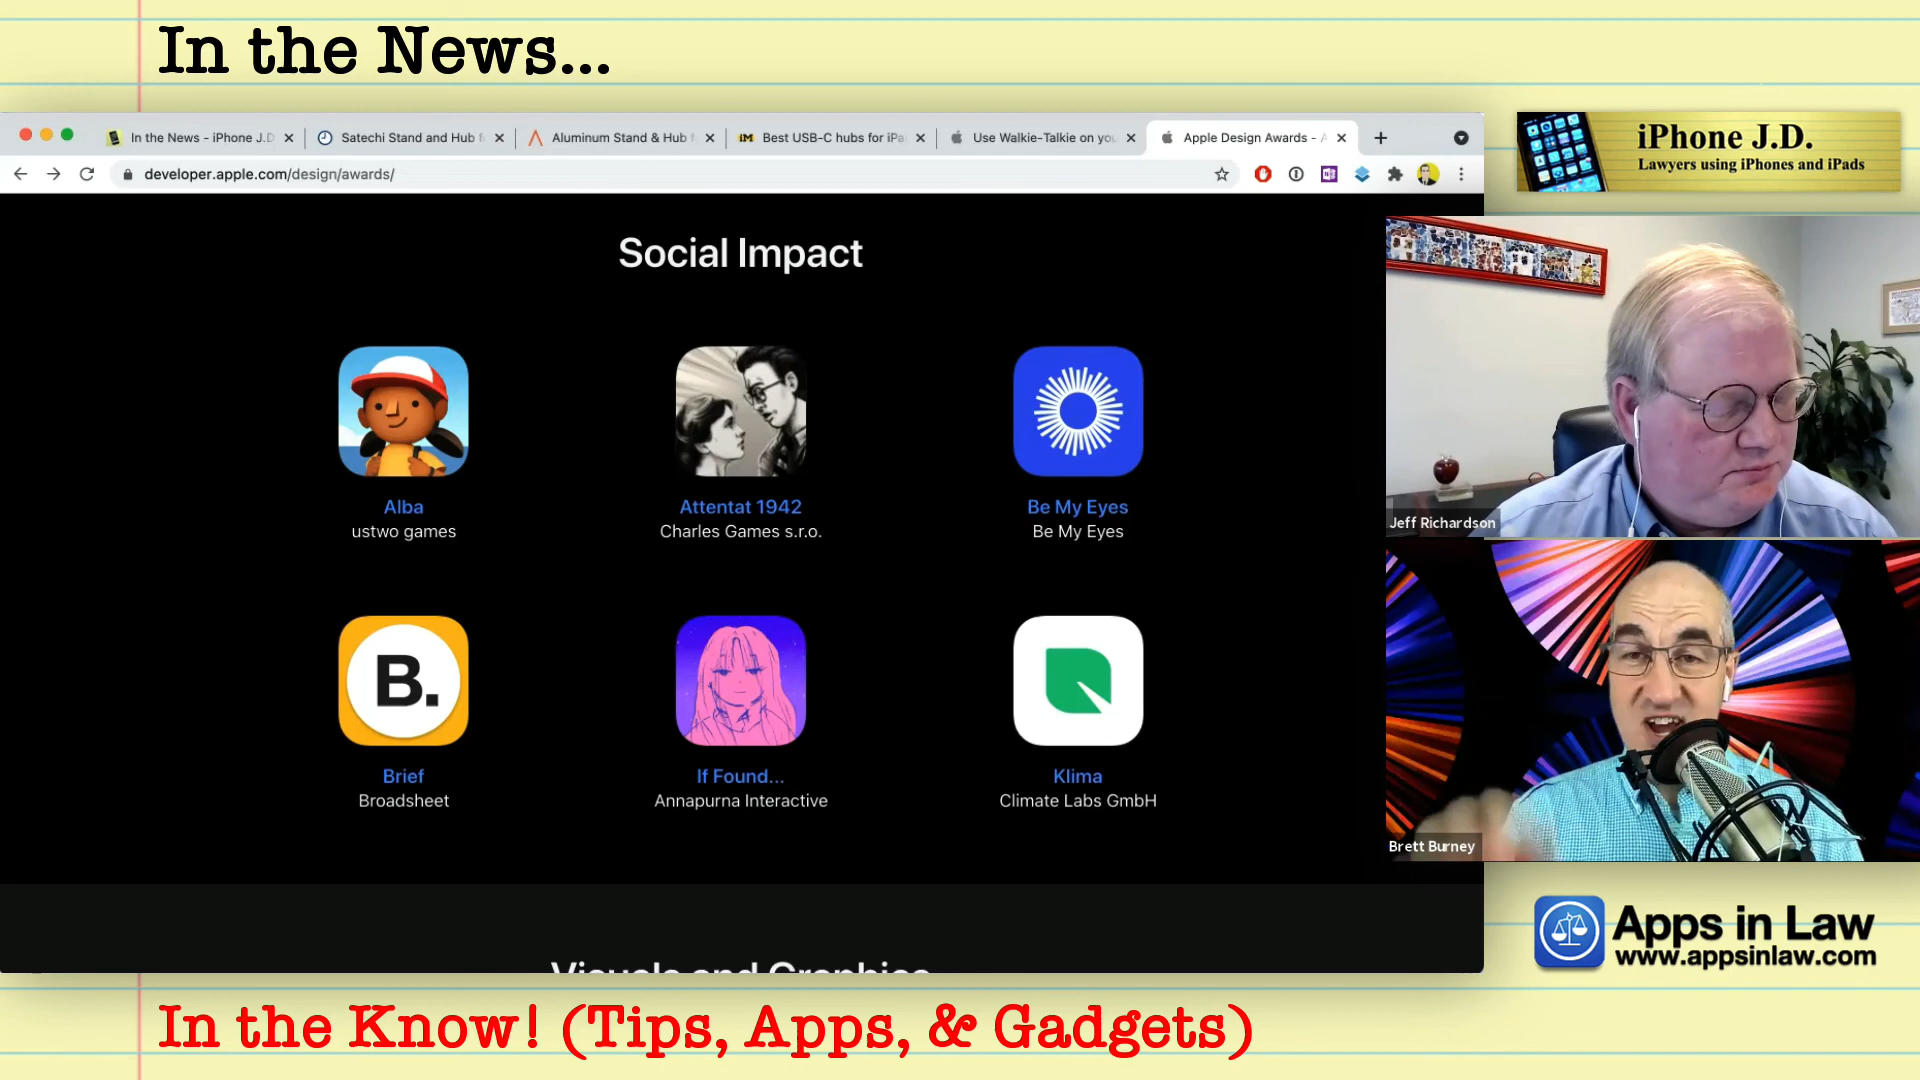 In the News...
In the News - iPhone J.D
Satechi Stand and Hub f
Aluminum Stand & Hub f
iM
Best USB-C hubs for iPa
Use Walkie-Talkie on you
Apple Design Awards - A
developer.apple.com/design/awards/
iPhone J.D.
Lawyers using iPhones and iPads
Social Impact
Alba
ustwo games
Attentat 1942
Charles Games s.r.o.
Be My Eyes
Be My Eyes
Jeff Richardson
B.
Brief
Broadsheet
If Found...
Annapurna Interactive
Klima
Climate Labs GmbH
Brett Burney
Visuals and Graphics
Apps in Law
www.appsinlaw.com
In the Know! (Tips, Apps, & Gadgets)